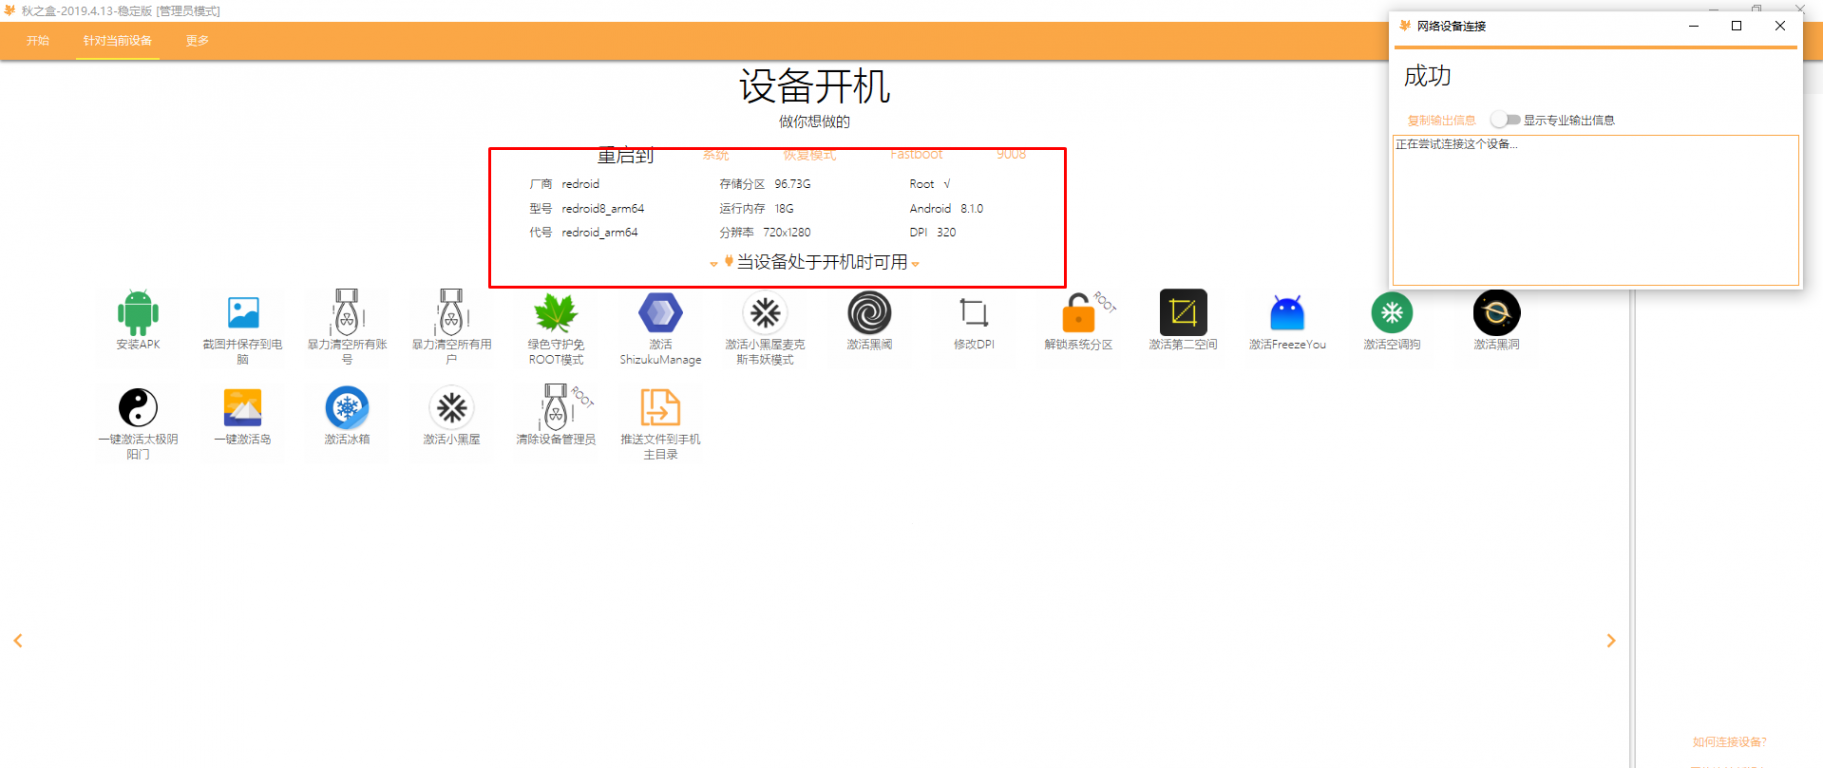 秋之盒-2019.4.13-稳定版 [管理员模式]
开始 针对当前设备 更多
网络设备连接
成功
复制输出信息 显示专业输出信息
正在尝试连接这个设备...
设备开机
做你想做的
重启到 系统 恢复模式 Fastboot 9008
厂商 redroid 存储分区 96.73G Root √
型号 redroid8_arm64 运行内存 18G Android 8.1.0
代号 redroid_arm64 分辨率 720x1280 DPI 320
当设备处于开机时可用
安装APK
截图并保存到电
脑
暴力清空所有账
号
暴力清空所有用
户
绿色守护免
ROOT模式
激活
ShizukuManage
激活小黑屋麦克
斯韦妖模式
激活黑阈
修改DPI
ROOT
解锁系统分区
激活第二空间
激活FreezeYou
激活空调狗
激活黑洞
一键激活太极阴
阳门
一键激活岛
激活冰箱
激活小黑屋
ROOT
清除设备管理员
推送文件到手机
主目录
如何连接设备?